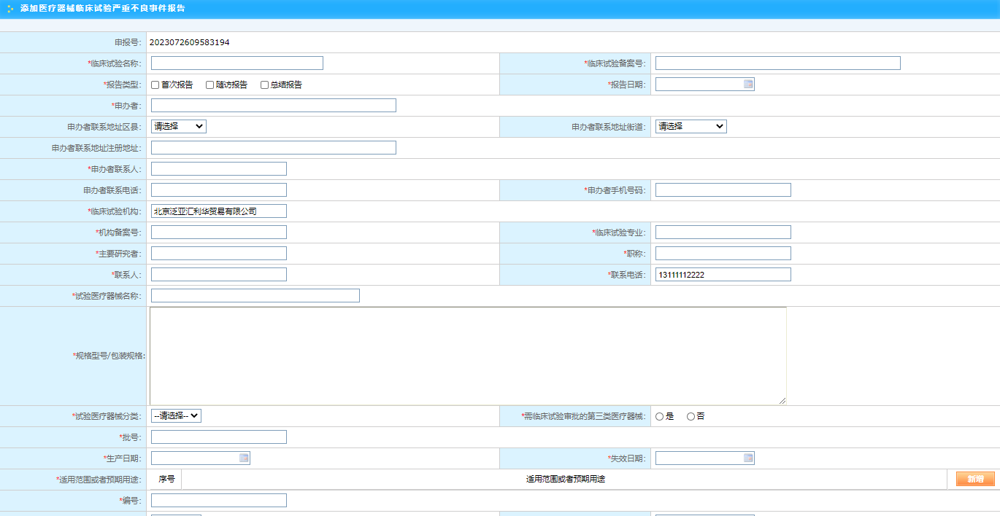 添加医疗器械临床试验严重不良事件报告
申报号: 2023072609583194
*临床试验名称: *临床试验备案号:
*报告类型: 首次报告 随访报告 总结报告 *报告日期:
*申办者:
申办者联系地址区县: 请选择 申办者联系地址街道: 请选择
申办者联系地址注册地址:
*申办者联系人:
申办者联系电话: *申办者手机号码:
*临床试验机构: 北京泛亚汇利华贸易有限公司
*机构备案号: *临床试验专业:
*主要研究者: *职称:
*联系人: *联系电话: 13111112222
*试验医疗器械名称:
*规格型号/包装规格:
*试验医疗器械分类: --请选择-- *需临床试验审批的第三类医疗器械: 是 否
*批号:
*生产日期: *失效日期:
*适用范围或者预期用途: 序号 适用范围或者预期用途 新增
*编号: